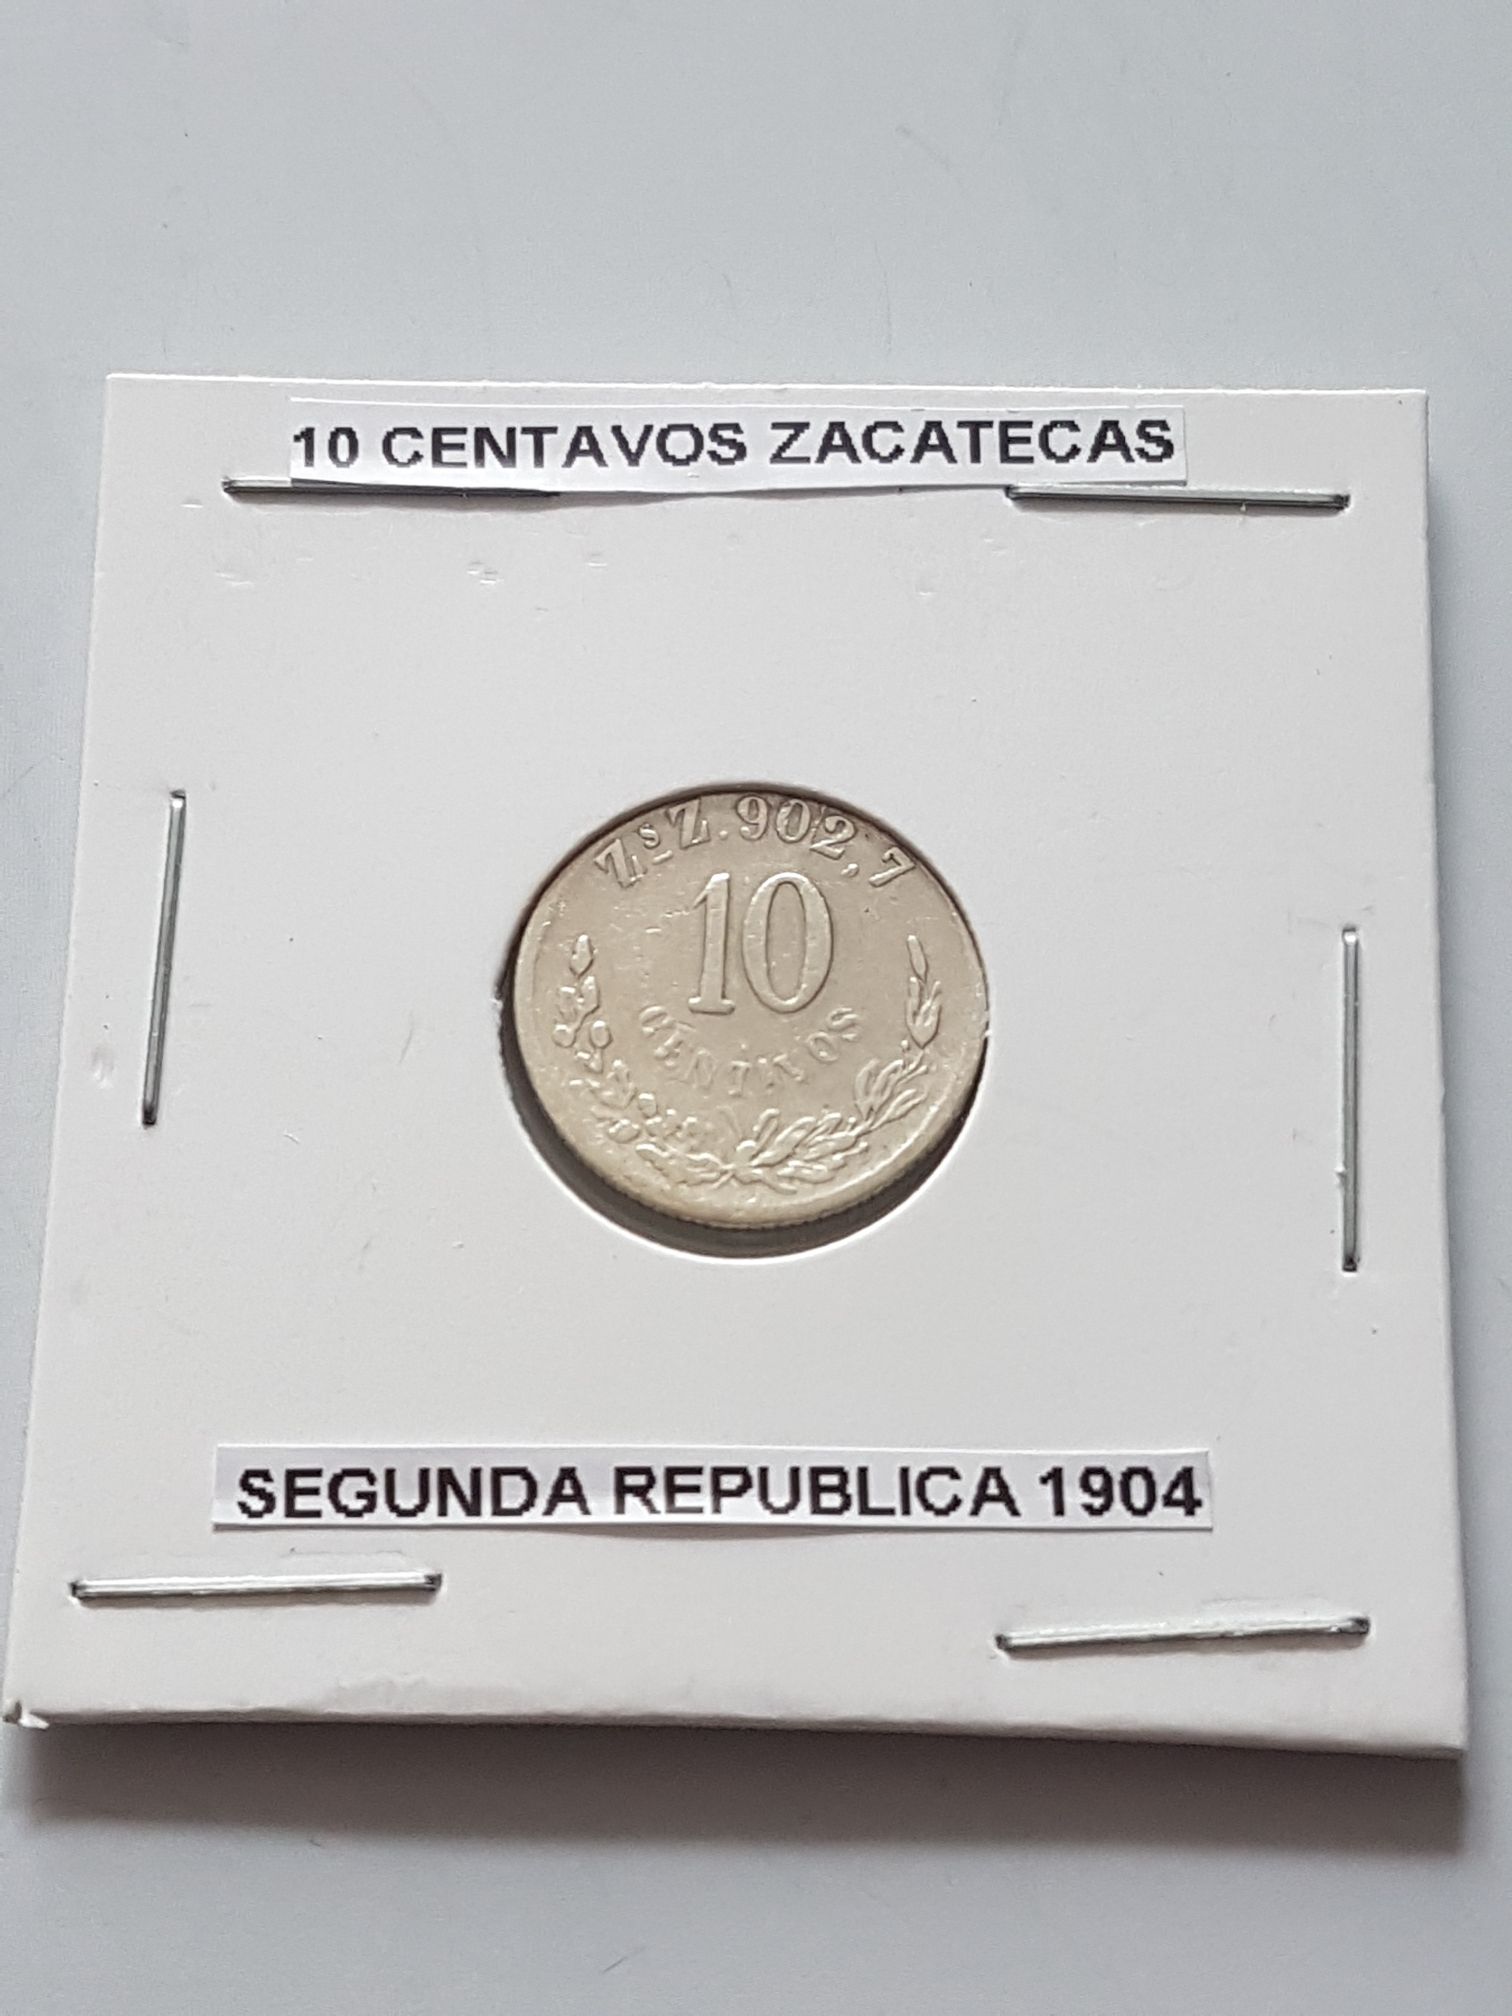 10 CENTAVOS ZACATECAS
Zs Z. 902,7
10
CENTAVOS
SEGUNDA REPUBLICA 1904